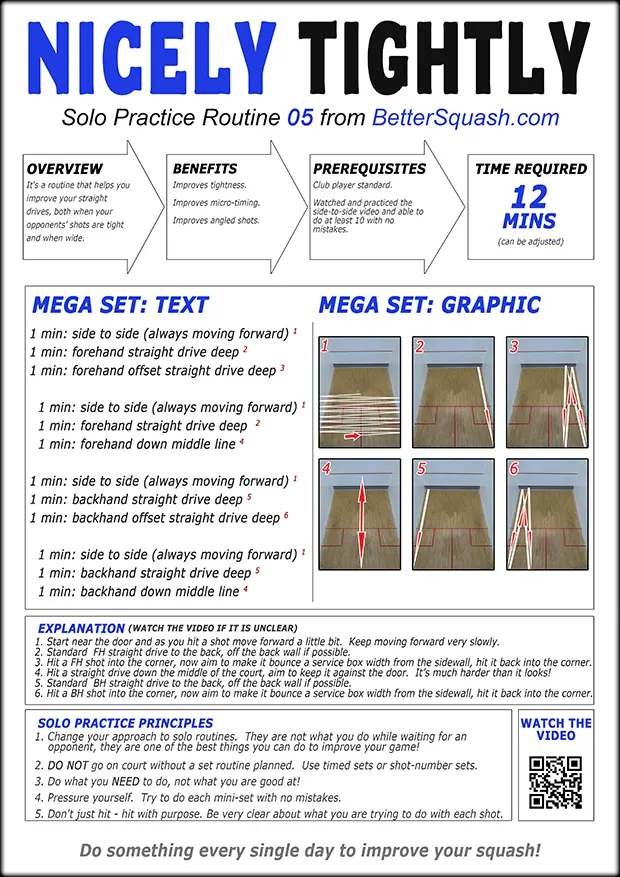 NICELY TIGHTLY
Solo Practice Routine 05 from BetterSquash.com
OVERVIEW
It's a routine that helps you
improve your straight
drives, both when your
opponents' shots are tight
and when wide.
BENEFITS
Improves tightness.
Improves micro-timing.
Improves angled shots.
PREREQUISITES
Club player standard.
Watched and practiced the
side-to-side video and able to
do at least 10 with no
mistakes.
TIME REQUIRED
12
MINS
(can be adjusted)
MEGA SET: TEXT
1 min: side to side (always moving forward) 1
1 min: forehand straight drive deep 2
1 min: forehand offset straight drive deep 3
1 min: side to side (always moving forward) 1
1 min: forehand straight drive deep 2
1 min: forehand down middle line 4
1 min: side to side (always moving forward) 1
1 min: backhand straight drive deep 5
1 min: backhand offset straight drive deep 6
1 min: side to side (always moving forward) 1
1 min: backhand straight drive deep 5
1 min: backhand down middle line 4
MEGA SET: GRAPHIC
1 2 3
4 5 6
EXPLANATION (WATCH THE VIDEO IF IT IS UNCLEAR)
1. Start near the door and as you hit a shot move forward a little bit. Keep moving forward very slowly.
2. Standard FH straight drive to the back, off the back wall if possible.
3. Hit a FH shot into the corner, now aim to make it bounce a service box width from the sidewall, hit it back into the corner.
4. Hit a straight drive down the middle of the court, aim to keep it against the door. It's much harder than it looks!
5. Standard BH straight drive to the back, off the back wall if possible.
6. Hit a BH shot into the corner, now aim to make it bounce a service box width from the sidewall, hit it back into the corner.
SOLO PRACTICE PRINCIPLES
1. Change your approach to solo routines. They are not what you do while waiting for an
opponent, they are one of the best things you can do to improve your game!
2. DO NOT go on court without a set routine planned. Use timed sets or shot-number sets.
3. Do what you NEED to do, not what you are good at!
4. Pressure yourself. Try to do each mini-set with no mistakes.
5. Don't just hit - hit with purpose. Be very clear about what you are trying to do with each shot.
WATCH THE
VIDEO
Do something every single day to improve your squash!